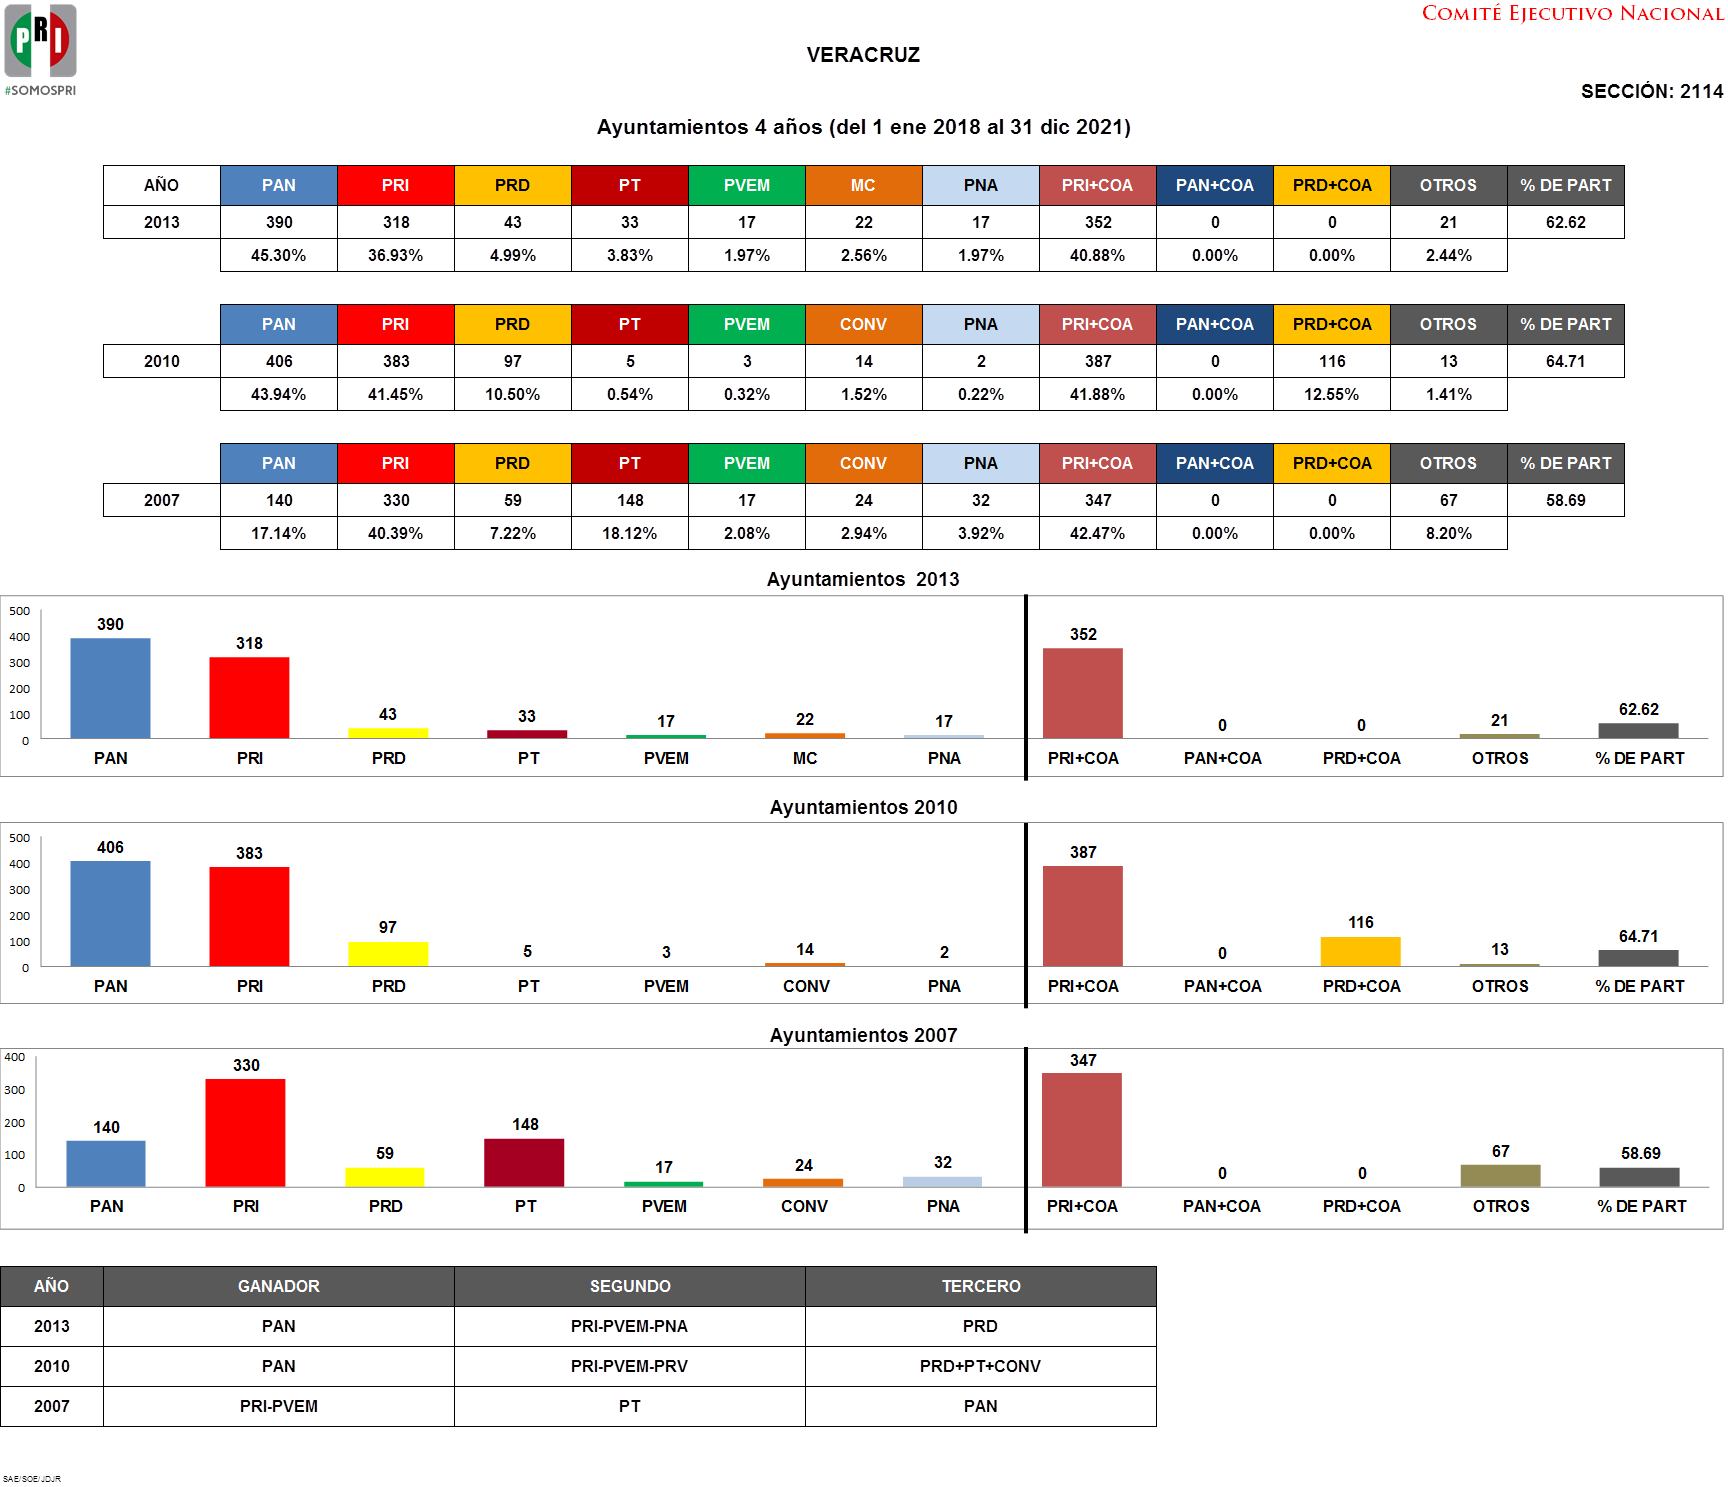 PRI
#SOMOSPRI
COMITÉ EJECUTIVO NACIONAL
VERACRUZ
SECCIÓN: 2114
Ayuntamientos 4 años (del 1 ene 2018 al 31 dic 2021)
AÑO PAN PRI PRD PT PVEM MC PNA PRI+COA PAN+COA PRD+COA OTROS % DE PART
2013 390 318 43 33 17 22 17 352 0 0 21 62.62
45.30% 36.93% 4.99% 3.83% 1.97% 2.56% 1.97% 40.88% 0.00% 0.00% 2.44%
PAN PRI PRD PT PVEM CONV PNA PRI+COA PAN+COA PRD+COA OTROS % DE PART
2010 406 383 97 5 3 14 2 387 0 116 13 64.71
43.94% 41.45% 10.50% 0.54% 0.32% 1.52% 0.22% 41.88% 0.00% 12.55% 1.41%
PAN PRI PRD PT PVEM CONV PNA PRI+COA PAN+COA PRD+COA OTROS % DE PART
2007 140 330 59 148 17 24 32 347 0 0 67 58.69
17.14% 40.39% 7.22% 18.12% 2.08% 2.94% 3.92% 42.47% 0.00% 0.00% 8.20%
Ayuntamientos 2013
500
400
300
200
100
0
390 318 43 33 17 22 17 352 0 0 21 62.62
PAN PRI PRD PT PVEM MC PNA PRI+COA PAN+COA PRD+COA OTROS % DE PART
Ayuntamientos 2010
500
400
300
200
100
0
406 383 97 5 3 14 2 387 0 116 13 64.71
PAN PRI PRD PT PVEM CONV PNA PRI+COA PAN+COA PRD+COA OTROS % DE PART
Ayuntamientos 2007
400
300
200
100
0
140 330 59 148 17 24 32 347 0 0 67 58.69
PAN PRI PRD PT PVEM CONV PNA PRI+COA PAN+COA PRD+COA OTROS % DE PART
AÑO GANADOR SEGUNDO TERCERO
2013 PAN PRI-PVEM-PNA PRD
2010 PAN PRI-PVEM-PRV PRD+PT+CONV
2007 PRI-PVEM PT PAN
SAE/SOE/JDJR